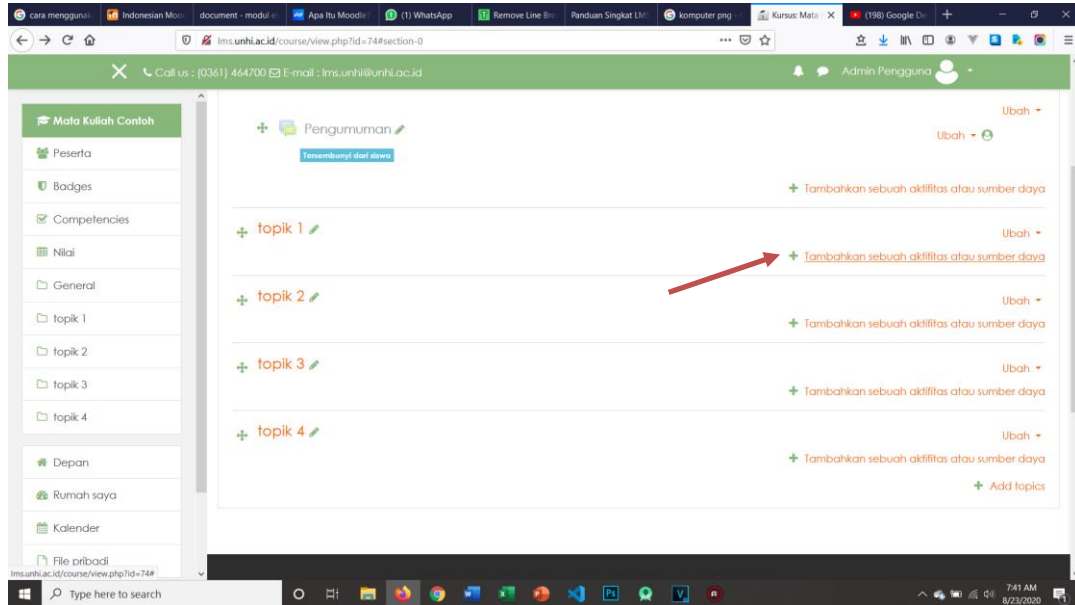 cara mengguna
Indonesian Moo
document - modul e
Apa Itu Moodle?
(1) WhatsApp
Remove Line Bre
Panduan Singkat LM
komputer png -
Kursus: Mata
(198) Google De
lms.unhi.ac.id/course/view.php?id=74#section-0
Call us : (0361) 464700 E-mail : lms.unhi@unhi.ac.id
Admin Pengguna
Mata Kuliah Contoh
Peserta
Badges
Competencies
Nilai
General
topik 1
topik 2
topik 3
topik 4
Depan
Rumah saya
Kalender
File pribadi
Ubah
Pengumuman
Ubah
Tersembunyi dari siswa
Tambahkan sebuah aktifitas atau sumber daya
topik 1
Ubah
Tambahkan sebuah aktifitas atau sumber daya
topik 2
Ubah
Tambahkan sebuah aktifitas atau sumber daya
topik 3
Ubah
Tambahkan sebuah aktifitas atau sumber daya
topik 4
Ubah
Tambahkan sebuah aktifitas atau sumber daya
Add topics
lms.unhi.ac.id/course/view.php?id=74#
Type here to search
7:41 AM
8/23/2020